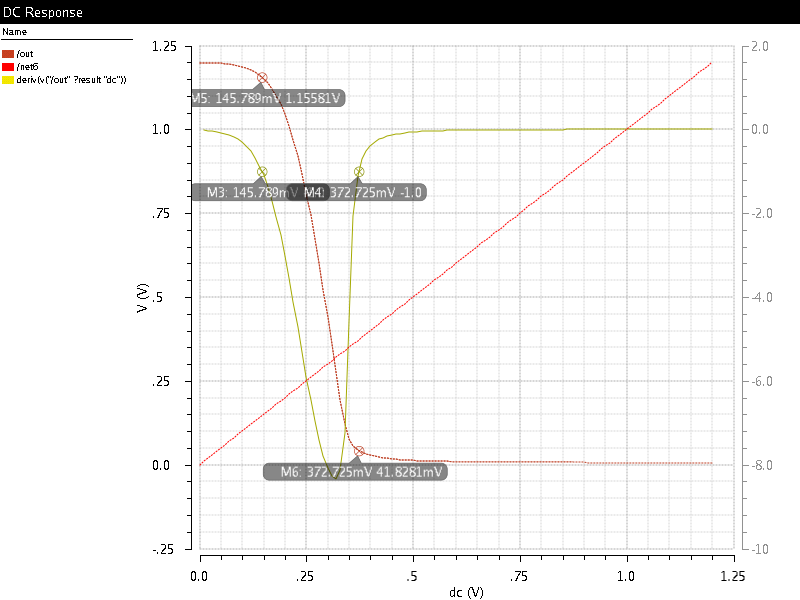 DC Response
Name
/out
/net6
deriv(v("/out" ?result "dc"))
1.25
1.0
.75
.5
.25
0.0
-.25
V (V)
2.0
0.0
-2.0
-4.0
-6.0
-8.0
-10
M5: 145.789mV 1.15581V
M3: 145.789mV
M4: 372.725mV -1.0
M6: 372.725mV 41.8281mV
0.0
.25
.5
.75
1.0
1.25
dc (V)